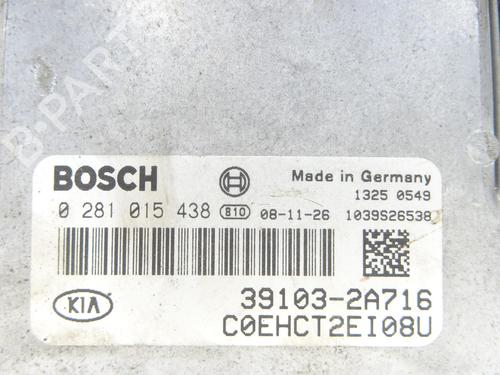 B-PARTS
BOSCH
Made in Germany
1325 0549
0 281 015 438 810 08-11-26 1039S26538
KIA
39103-2A716
C0EHCT2EI08U